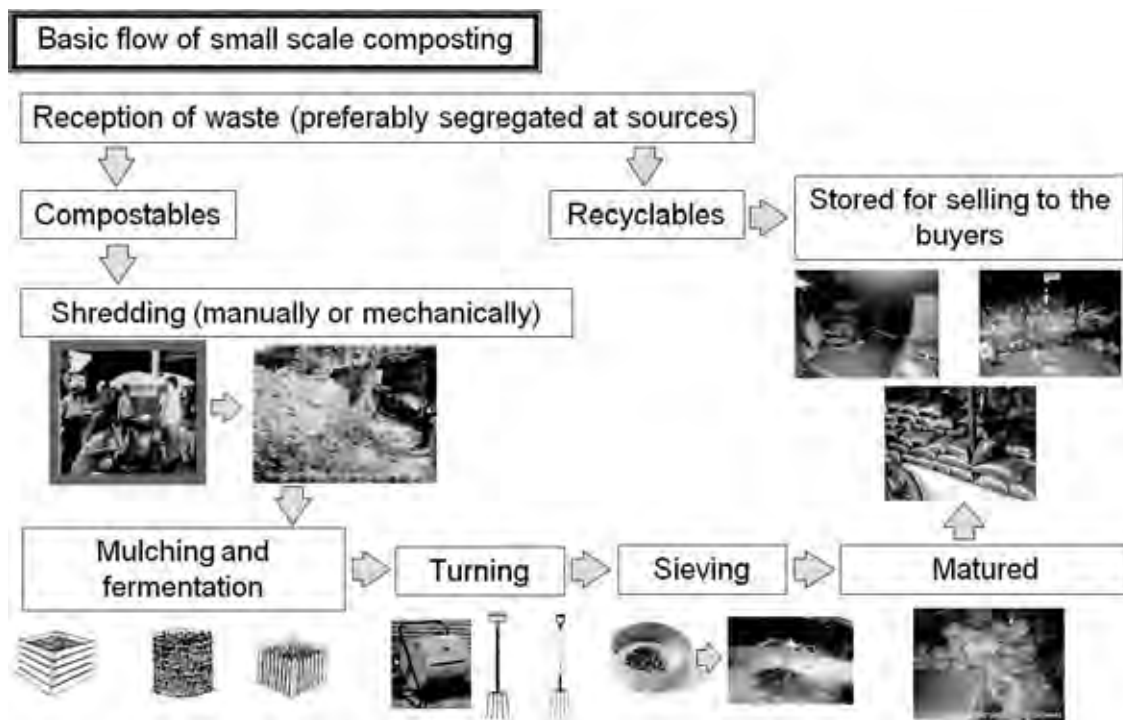 Basic flow of small scale composting
Reception of waste (preferably segregated at sources)
Compostables
Recyclables
Stored for selling to the
buyers
Shredding (manually or mechanically)
Mulching and
fermentation
Turning
Sieving
Matured